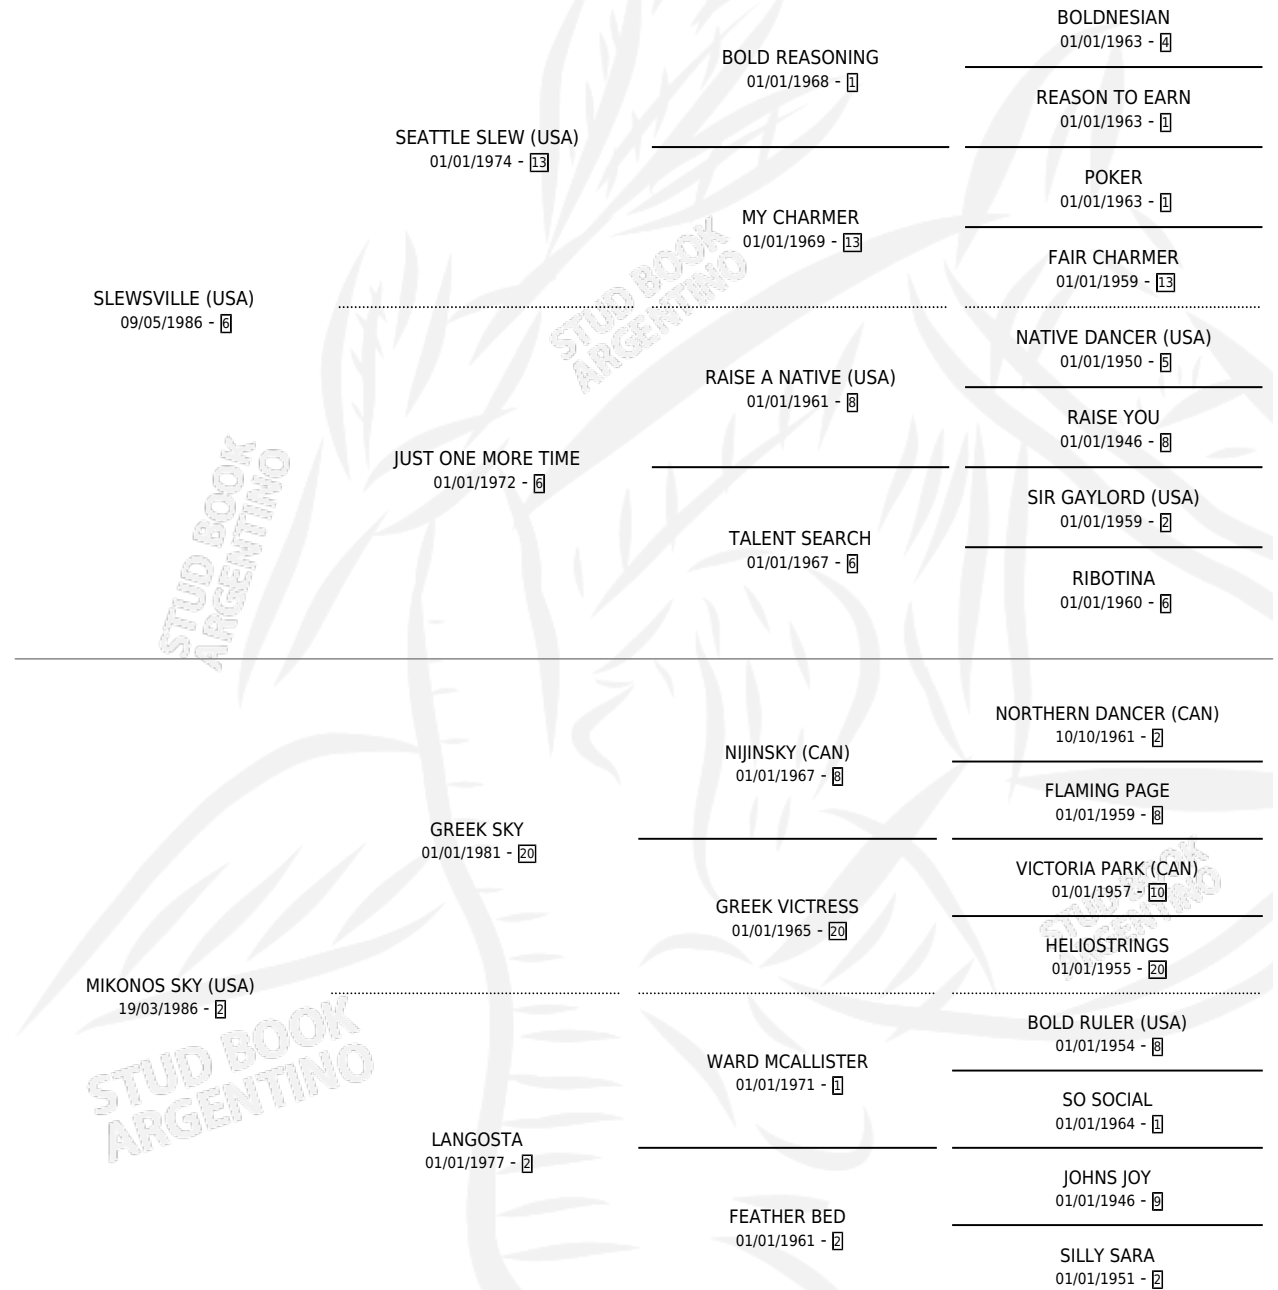 BOLDNESIAN
01/01/1963 - 4
BOLD REASONING
01/01/1968 - 1
REASON TO EARN
01/01/1963 - 1
SEATTLE SLEW (USA)
01/01/1974 - 13
POKER
01/01/1963 - 1
MY CHARMER
01/01/1969 - 13
FAIR CHARMER
01/01/1959 - 13
SLEWSVILLE (USA)
09/05/1986 - 6
NATIVE DANCER (USA)
01/01/1950 - 5
RAISE A NATIVE (USA)
01/01/1961 - 8
RAISE YOU
01/01/1946 - 8
JUST ONE MORE TIME
01/01/1972 - 6
SIR GAYLORD (USA)
01/01/1959 - 2
TALENT SEARCH
01/01/1967 - 6
RIBOTINA
01/01/1960 - 6
NORTHERN DANCER (CAN)
10/10/1961 - 2
NIJINSKY (CAN)
01/01/1967 - 8
FLAMING PAGE
01/01/1959 - 8
GREEK SKY
01/01/1981 - 20
VICTORIA PARK (CAN)
01/01/1957 - 10
GREEK VICTRESS
01/01/1965 - 20
HELIOSTRINGS
01/01/1955 - 20
MIKONOS SKY (USA)
19/03/1986 - 2
BOLD RULER (USA)
01/01/1954 - 8
WARD MCALLISTER
01/01/1971 - 1
SO SOCIAL
01/01/1964 - 1
LANGOSTA
01/01/1977 - 2
JOHNS JOY
01/01/1946 - 9
FEATHER BED
01/01/1961 - 2
SILLY SARA
01/01/1951 - 2
STUD BOOK
ARGENTINO
STUD BOOK
ARGENTINO
STUD BOOK
ARGENTINO
STUD BOOK
ARGENTINO